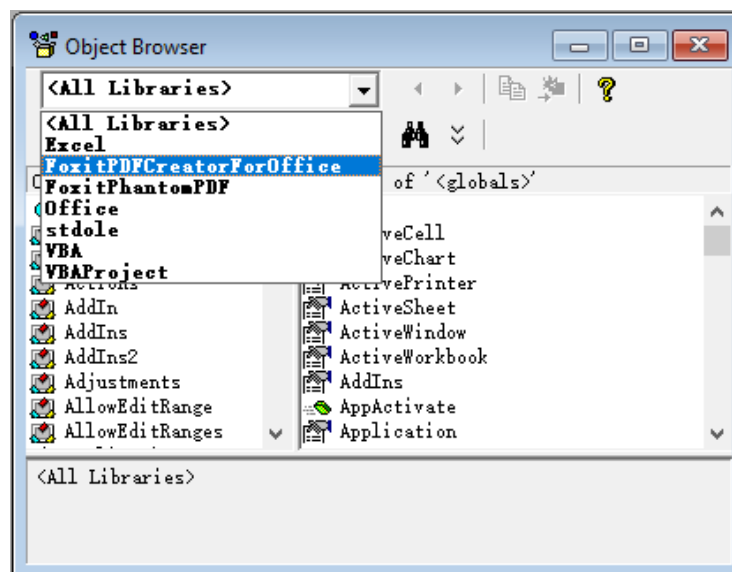 Object Browser
<All Libraries>
<All Libraries>
Excel
FoxitPDFCreatorForOffice
FoxitPhantomPDF
Office
stdole
VBA
VBAProject
of '<globals>'
veCell
veChart
ActivePrinter
ActiveSheet
ActiveWindow
ActiveWorkbook
AddIns
AppActivate
Application
Actions
AddIn
AddIns
AddIns2
Adjustments
AllowEditRange
AllowEditRanges
<All Libraries>